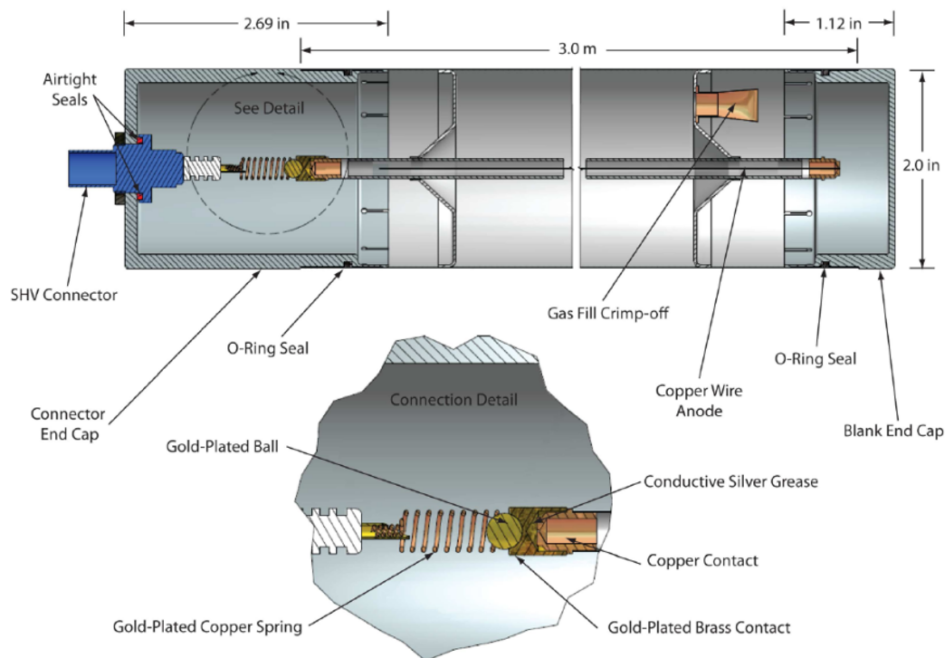 2.69 in
1.12 in
3.0 m
Airtight
Seals
See Detail
2.0 in
SHV Connector
Gas Fill Crimp-off
O-Ring Seal
O-Ring Seal
Copper Wire
Anode
Connector
End Cap
Blank End Cap
Connection Detail
Gold-Plated Ball
Conductive Silver Grease
Copper Contact
Gold-Plated Copper Spring
Gold-Plated Brass Contact